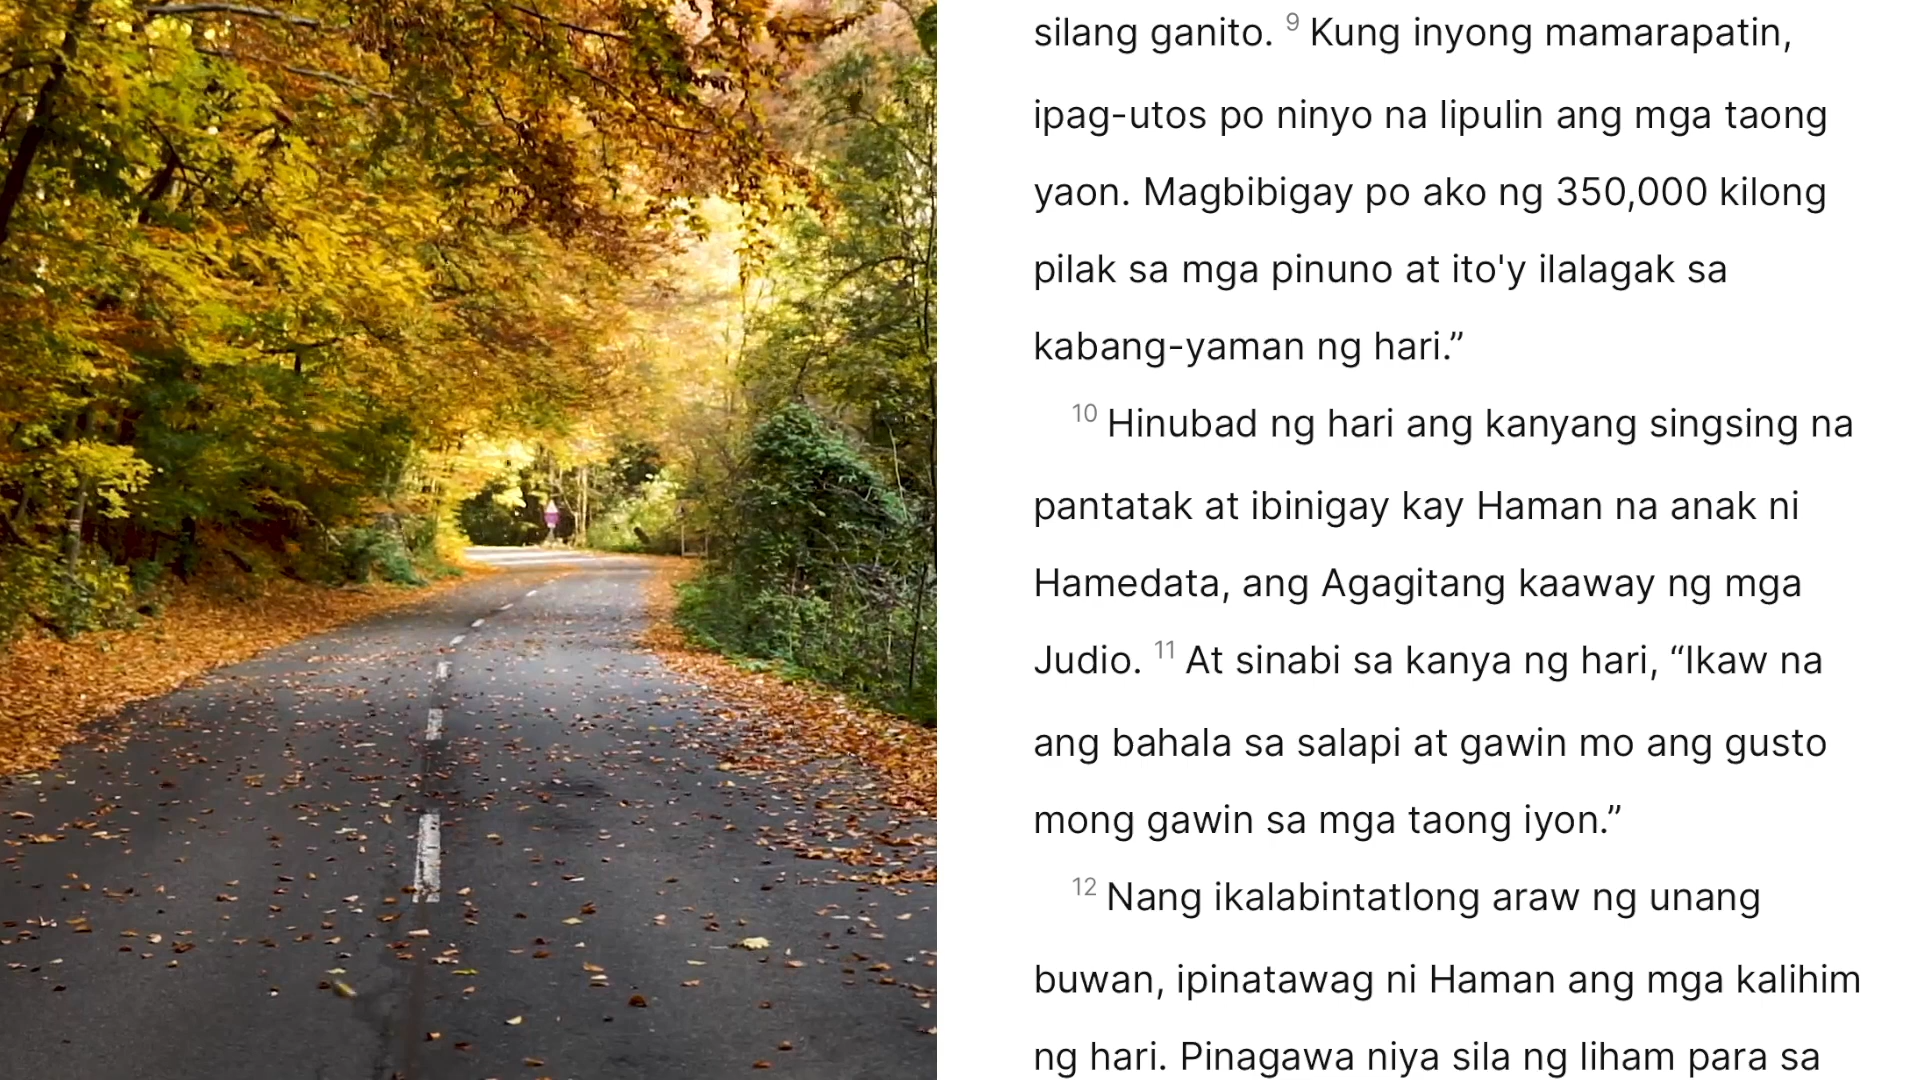 silang ganito. 9 Kung inyong mamarapatin,
ipag-utos po ninyo na lipulin ang mga taong
yaon. Magbibigay po ako ng 350,000 kilong
pilak sa mga pinuno at ito'y ilalagak sa
kabang-yaman ng hari.”
10 Hinubad ng hari ang kanyang singsing na
pantatak at ibinigay kay Haman na anak ni
Hamedata, ang Agagitang kaaway ng mga
Judio. 11 At sinabi sa kanya ng hari, “Ikaw na
ang bahala sa salapi at gawin mo ang gusto
mong gawin sa mga taong iyon.”
12 Nang ikalabintatlong araw ng unang
buwan, ipinatawag ni Haman ang mga kalihim
ng hari. Pinagawa niya sila ng liham para sa